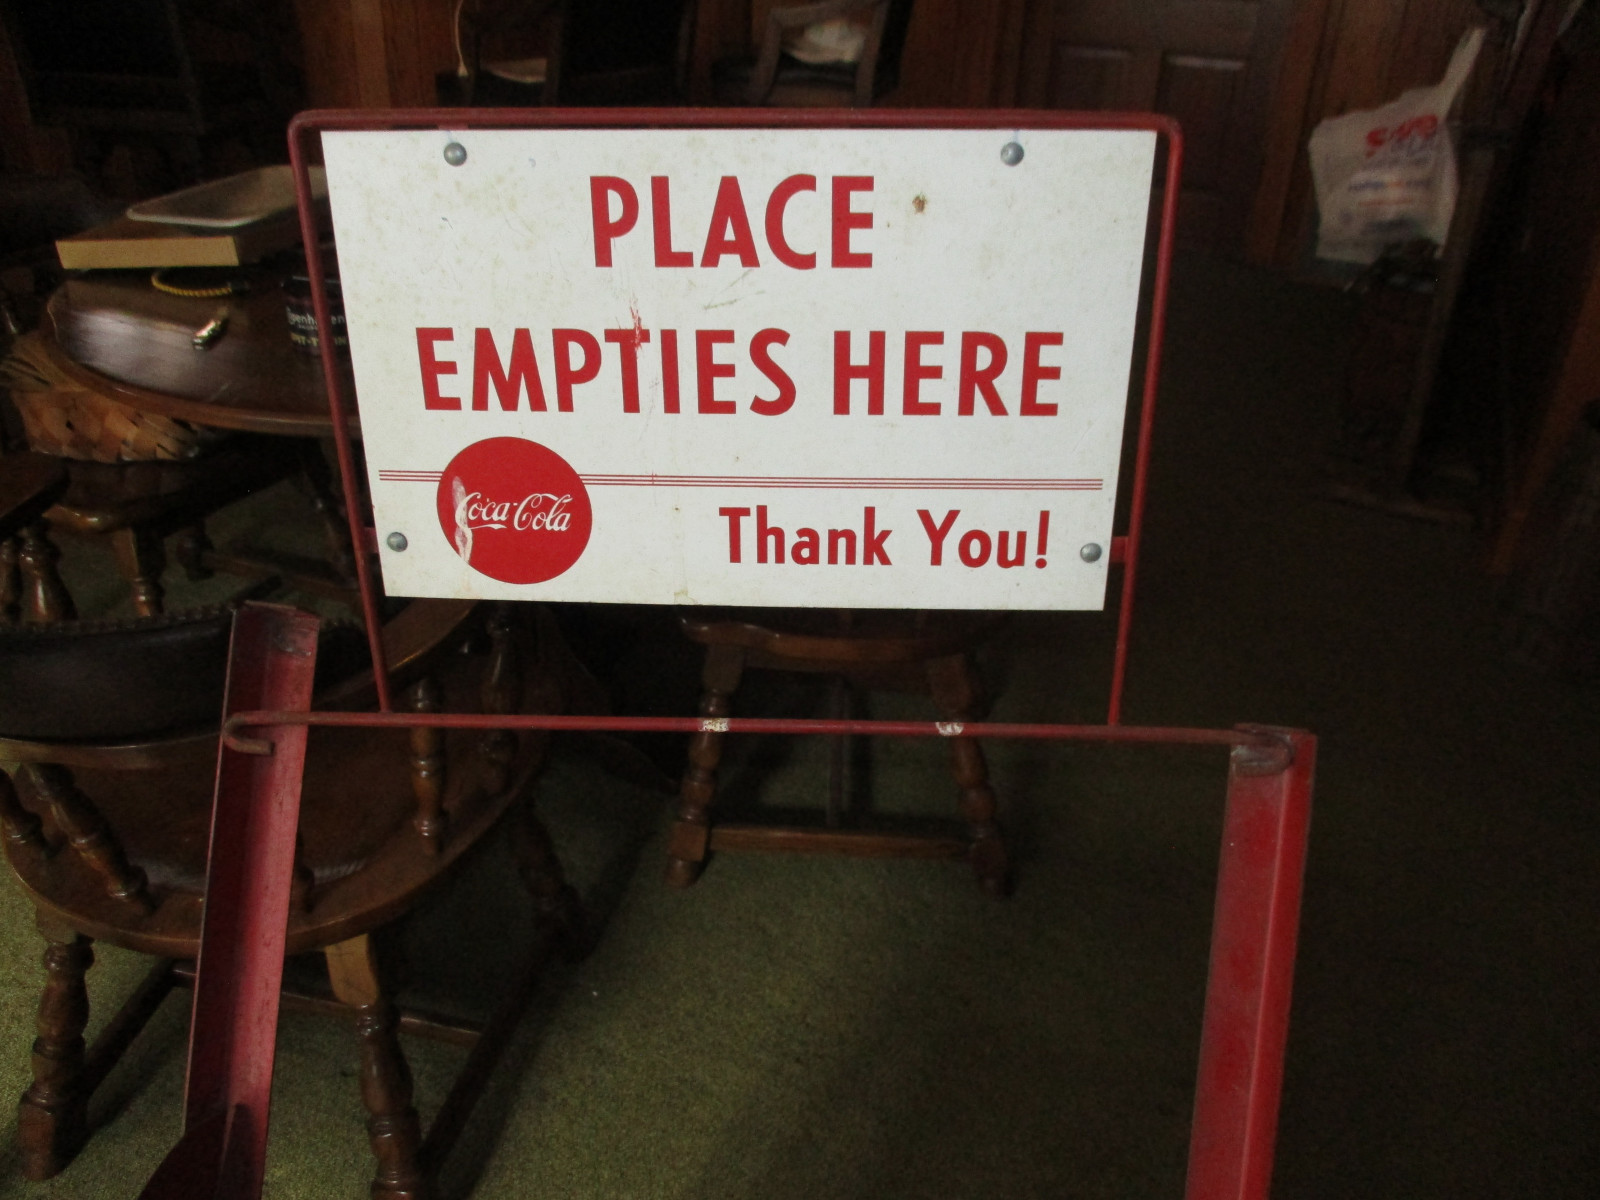 PLACE
EMPTIES HERE
Coca-Cola
Thank You!